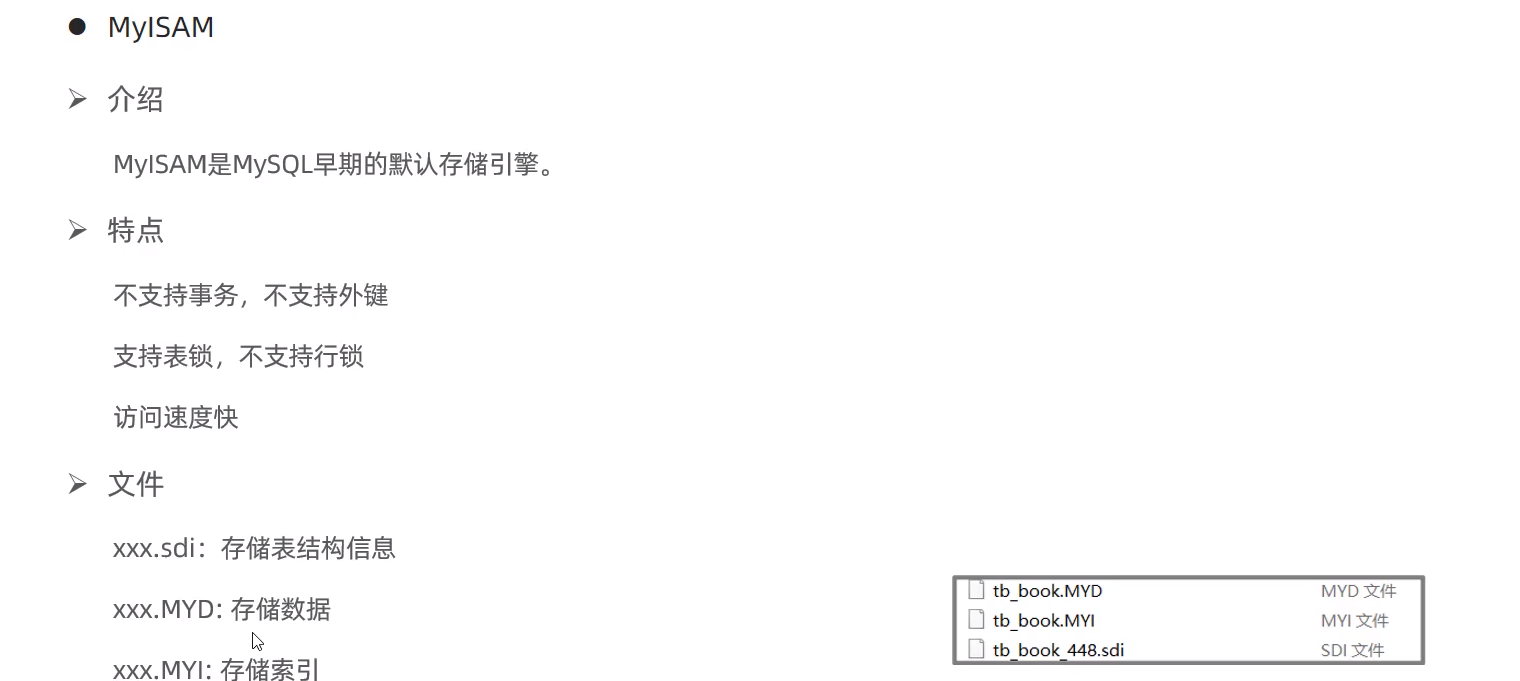 MyISAM
介绍
MyISAM是MySQL早期的默认存储引擎。
特点
不支持事务，不支持外键
支持表锁，不支持行锁
访问速度快
文件
xxx.sdi：存储表结构信息
xxx.MYD: 存储数据
xxx.MYI: 存储索引
tb_book.MYD MYD 文件
tb_book.MYI MYI 文件
tb_book_448.sdi SDI 文件